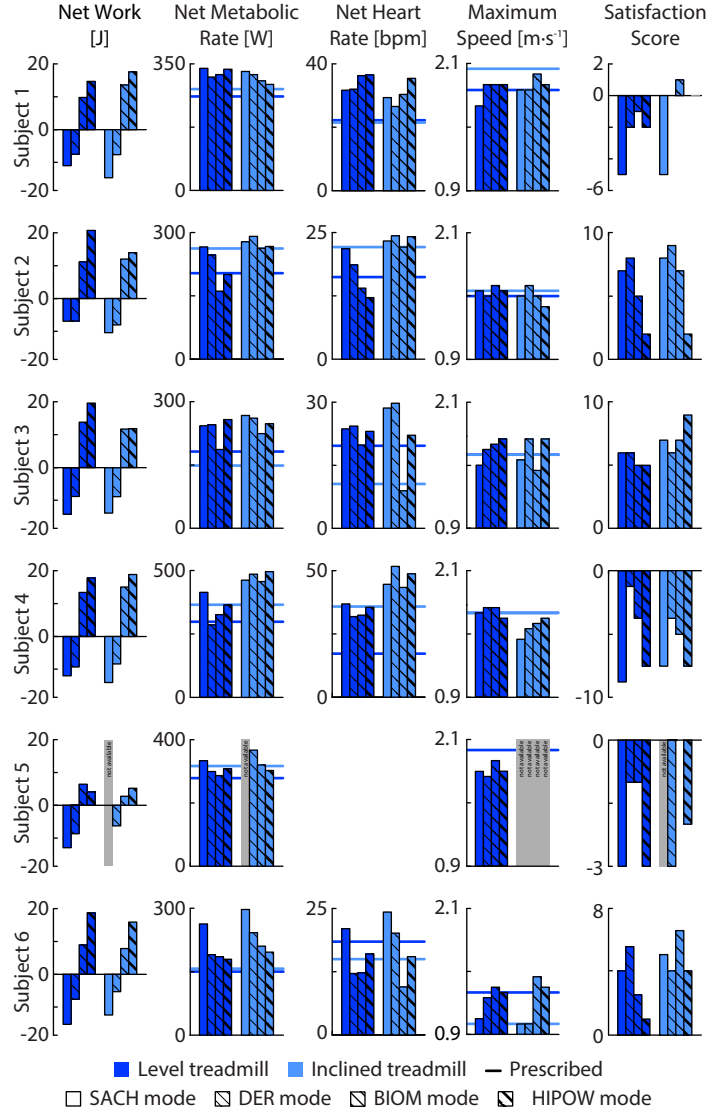 Net Work [J] Net Metabolic Rate [W] Net Heart Rate [bpm] Maximum Speed [m·s⁻¹] Satisfaction Score
Subject 1
20 0 -20
350 0
40 0
2.1 0.9
2 0 -6
Subject 2
20 0 -20
300 0
25 0
2.1 0.9
10 0
Subject 3
20 0 -20
300 0
30 0
2.1 0.9
10 0
Subject 4
20 0 -20
500 0
50 0
2.1 0.9
0 -10
Subject 5
20 0 -20
not available
400 0
not available
2.1 0.9
not available
not available
not available
not available
0 -3
not available
Subject 6
20 0 -20
300 0
25 0
2.1 0.9
8 0
Level treadmill Inclined treadmill Prescribed
SACH mode DER mode BIOM mode HIPOW mode